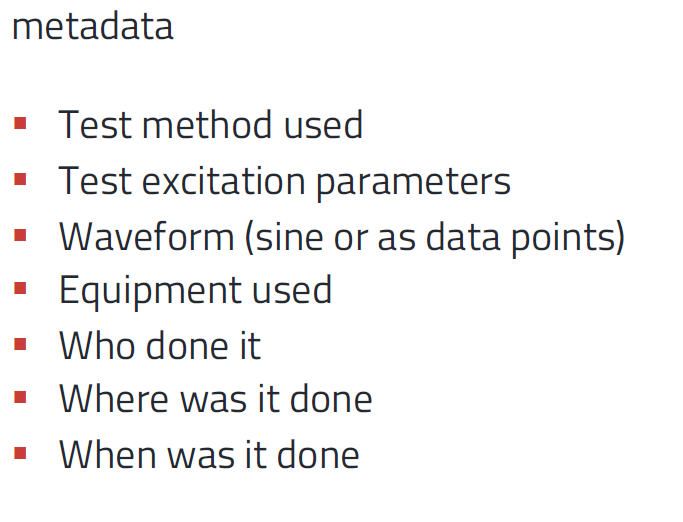 metadata
▪ Test method used
▪ Test excitation parameters
▪ Waveform (sine or as data points)
▪ Equipment used
▪ Who done it
▪ Where was it done
▪ When was it done